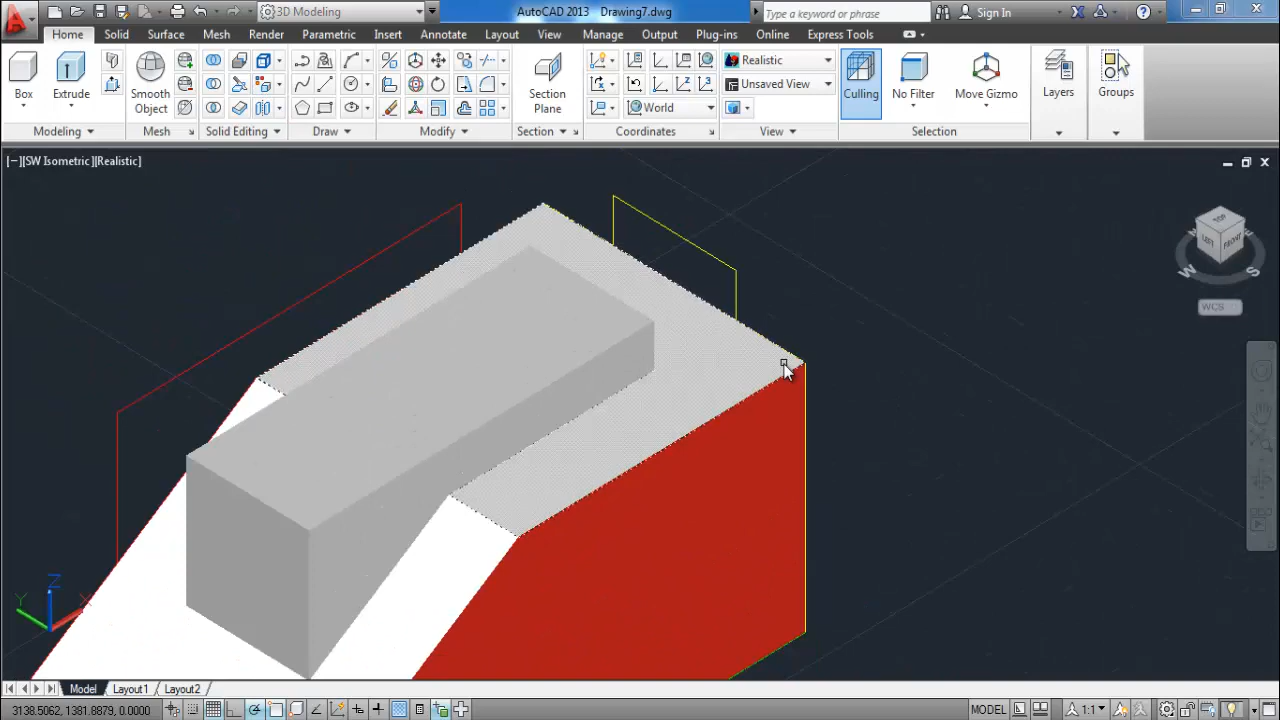 3D Modeling
AutoCAD 2013 Drawing7.dwg
Type a keyword or phrase
Sign In
Home Solid Surface Mesh Render Parametric Insert Annotate Layout View Manage Output Plug-ins Online Express Tools
Box
Extrude
Smooth Object
Section Plane
World
Realistic
Unsaved View
Culling
No Filter
Move Gizmo
Layers
Groups
Modeling Mesh Solid Editing Draw Modify Section Coordinates View Selection
[−][SW Isometric][Realistic]
TOP
LEFT
FRONT
W
S
WCS
Z
Y
X
Model Layout1 Layout2
3138.5062, 1381.8879, 0.0000
MODEL
1:1